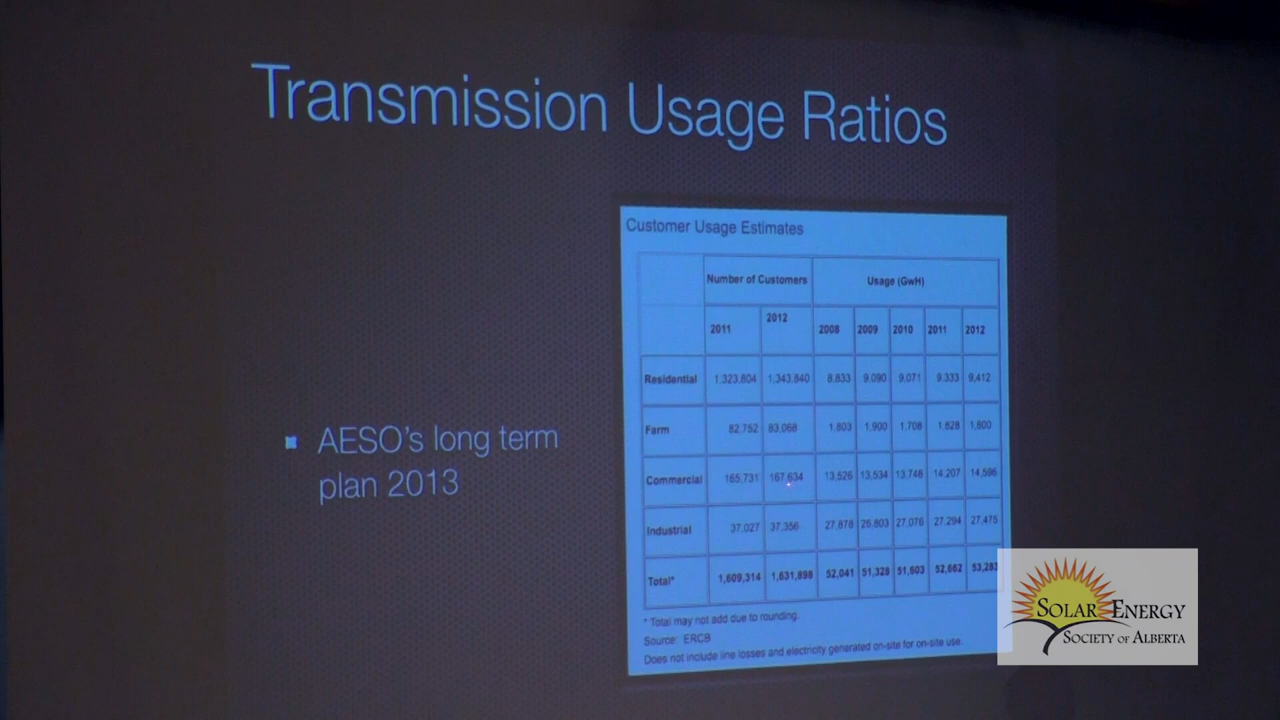 Transmission Usage Ratios
Customer Usage Estimates
Number of Customers Usage (GwH)
2011 2012 2008 2009 2010 2011 2012
Residential 1,323,804 1,343,840 8,833 9,090 9,071 9,333 9,412
AESO's long term
plan 2013
Farm 82,752 83,068 1,803 1,900 1,708 1,828 1,800
Commercial 165,731 167,634 13,526 13,534 13,748 14,207 14,596
Industrial 37,027 37,356 27,878 26,803 27,076 27,294 27,475
Total* 1,609,314 1,631,898 52,041 51,328 51,603 52,662 53,283
* Total may not add due to rounding.
Source: ERCB
Does not include line losses and electricity generated on-site for on-site use.
SOLAR ENERGY
SOCIETY OF ALBERTA